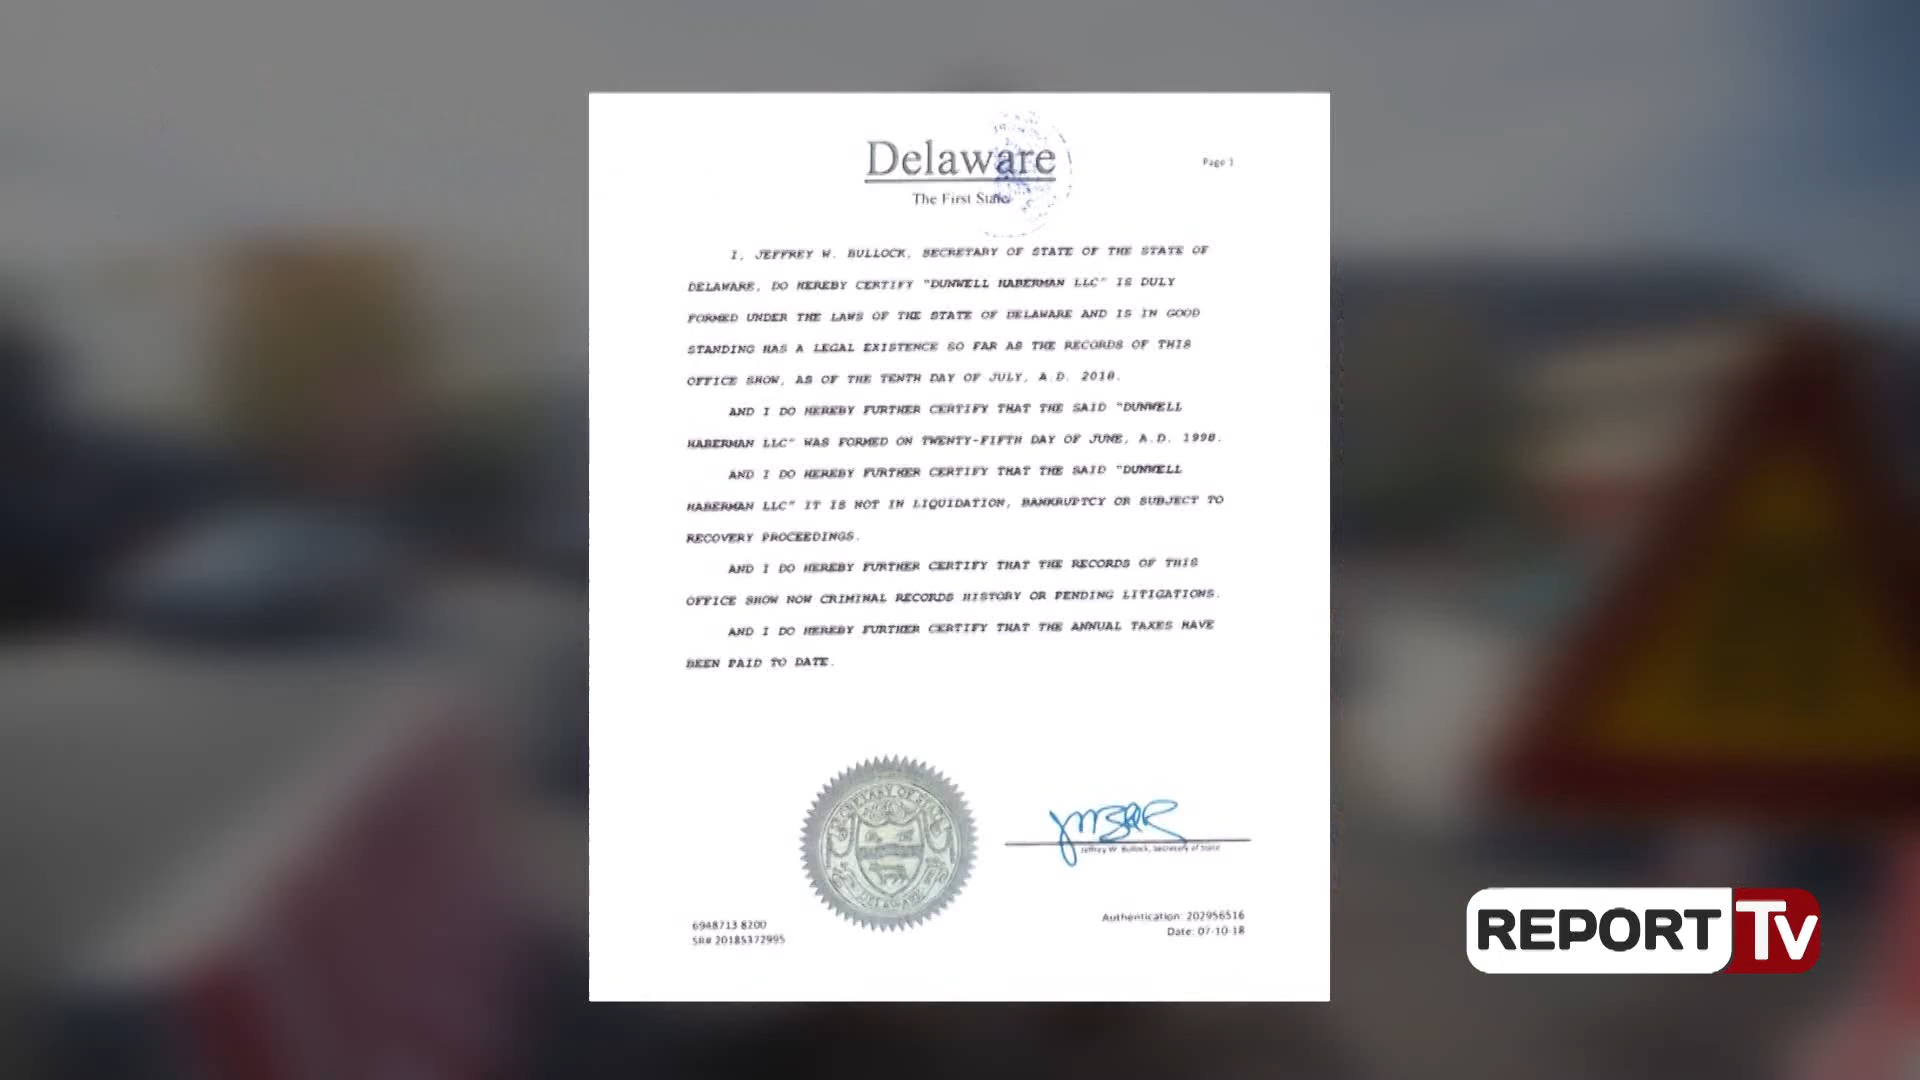 Delaware
Page 1
The First State
I, JEFFREY W. BULLOCK, SECRETARY OF STATE OF THE STATE OF
DELAWARE, DO HEREBY CERTIFY "DUNWELL HABERMAN LLC" IS DULY
FORMED UNDER THE LAWS OF THE STATE OF DELAWARE AND IS IN GOOD
STANDING HAS A LEGAL EXISTENCE SO FAR AS THE RECORDS OF THIS
OFFICE SHOW, AS OF THE TENTH DAY OF JULY, A.D. 2018.
AND I DO HEREBY FURTHER CERTIFY THAT THE SAID "DUNWELL
HABERMAN LLC" WAS FORMED ON TWENTY-FIFTH DAY OF JUNE, A.D. 1998.
AND I DO HEREBY FURTHER CERTIFY THAT THE SAID "DUNWELL
HABERMAN LLC" IT IS NOT IN LIQUIDATION, BANKRUPTCY OR SUBJECT TO
RECOVERY PROCEEDINGS.
AND I DO HEREBY FURTHER CERTIFY THAT THE RECORDS OF THIS
OFFICE SHOW NOW CRIMINAL RECORDS HISTORY OR PENDING LITIGATIONS.
AND I DO HEREBY FURTHER CERTIFY THAT THE ANNUAL TAXES HAVE
BEEN PAID TO DATE.
SECRETARY OF STATE
DELAWARE
Jeffrey W. Bullock, Secretary of State
6948713 8200
SR# 20185372995
Authentication: 202956516
Date: 07-10-18
REPORT TV